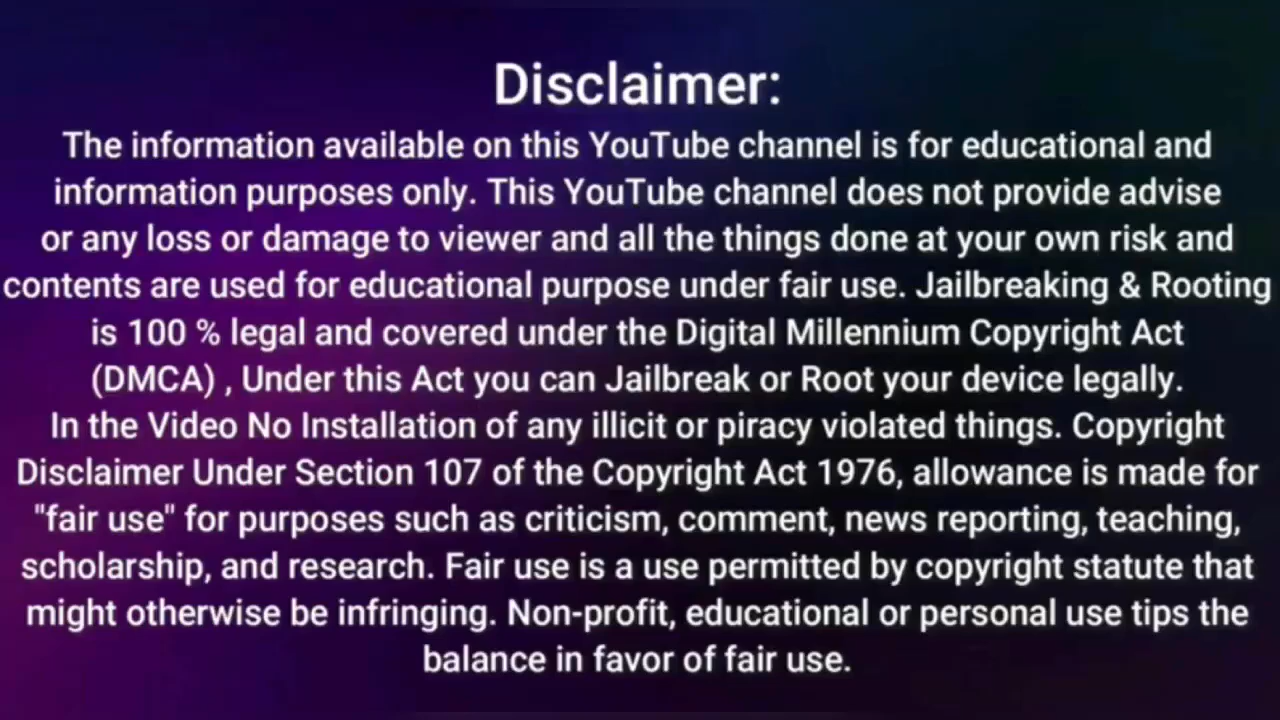 Disclaimer:
The information available on this YouTube channel is for educational and
information purposes only. This YouTube channel does not provide advise
or any loss or damage to viewer and all the things done at your own risk and
contents are used for educational purpose under fair use. Jailbreaking & Rooting
is 100 % legal and covered under the Digital Millennium Copyright Act
(DMCA) , Under this Act you can Jailbreak or Root your device legally.
In the Video No Installation of any illicit or piracy violated things. Copyright
Disclaimer Under Section 107 of the Copyright Act 1976, allowance is made for
"fair use" for purposes such as criticism, comment, news reporting, teaching,
scholarship, and research. Fair use is a use permitted by copyright statute that
might otherwise be infringing. Non-profit, educational or personal use tips the
balance in favor of fair use.